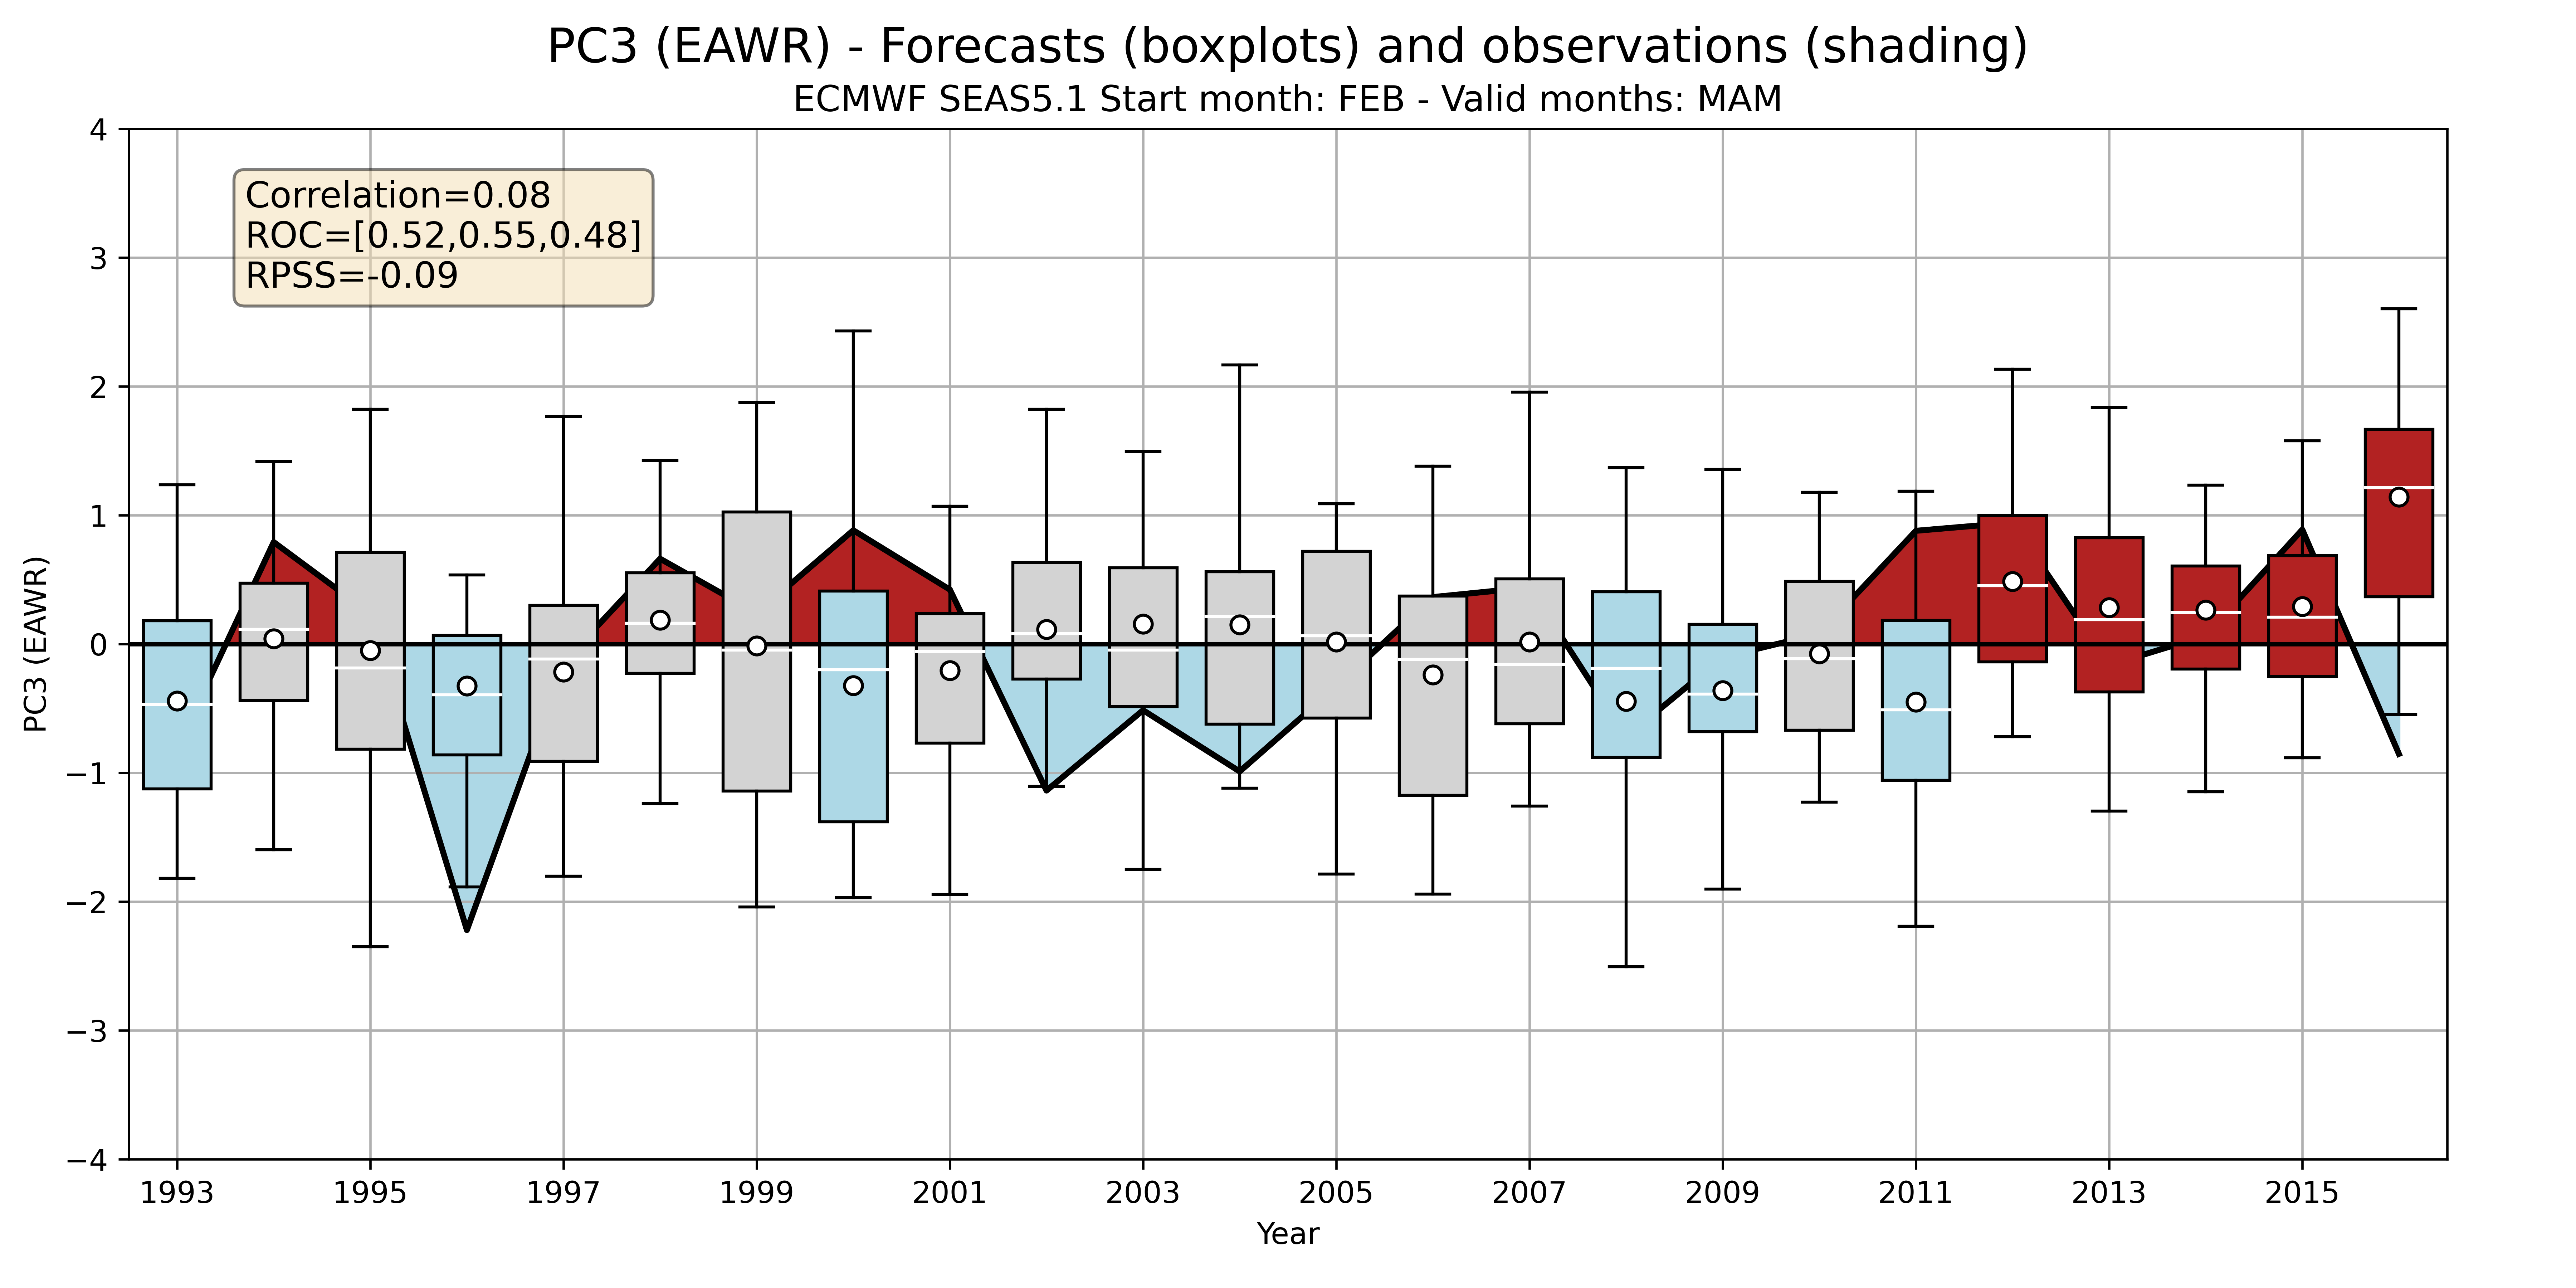 PC3 (EAWR) - Forecasts (boxplots) and observations (shading)
ECMWF SEAS5.1 Start month: FEB - Valid months: MAM
Correlation=0.08
ROC=[0.52,0.55,0.48]
RPSS=-0.09
PC3 (EAWR)
4
3
2
1
0
−1
−2
−3
−4
1993 1995 1997 1999 2001 2003 2005 2007 2009 2011 2013 2015
Year